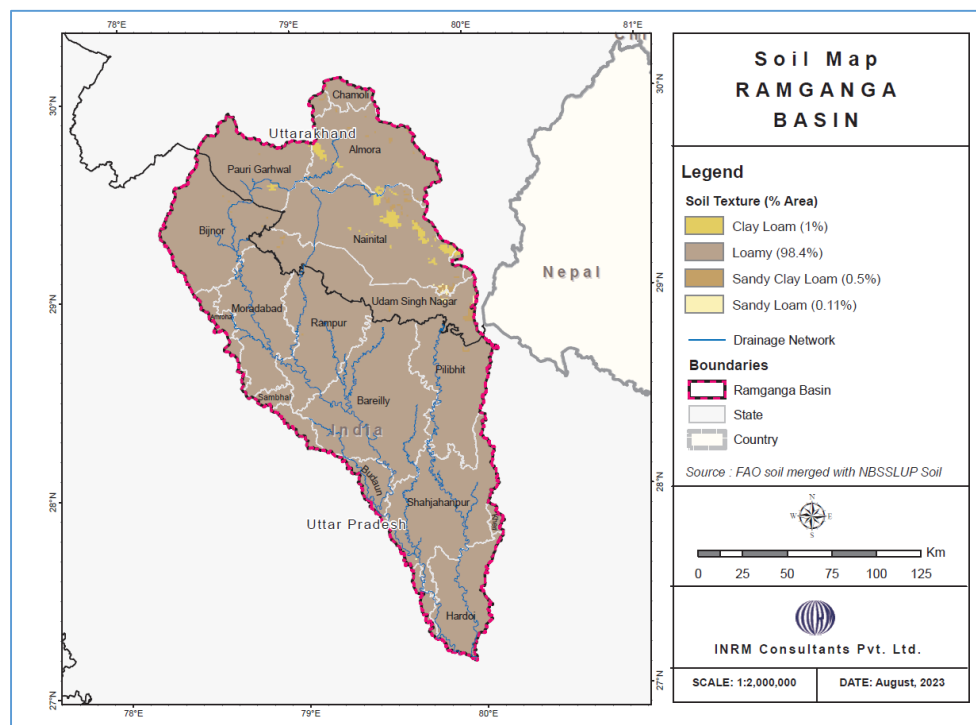 78°E
79°E
80°E
81°E
30°N
29°N
28°N
27°N
Chamoli
Uttarakhand
Almora
Pauri Garhwal
Bijnor
Nainital
Nepal
Udam Singh Nagar
Moradabad
Amroha
Rampur
Pilibhit
Sambhal
Bareilly
India
Budaun
Shahjahanpur
Uttar Pradesh
Kheri
Hardoi
30°N
29°N
28°N
27°N
78°E
79°E
80°E
Soil Map
RAMGANGA
BASIN
Legend
Soil Texture (% Area)
Clay Loam (1%)
Loamy (98.4%)
Sandy Clay Loam (0.5%)
Sandy Loam (0.11%)
Drainage Network
Boundaries
Ramganga Basin
State
Country
Source : FAO soil merged with NBSSLUP Soil
N
W E
S
Km
0 25 50 75 100 125
INRM Consultants Pvt. Ltd.
SCALE: 1:2,000,000
DATE: August, 2023